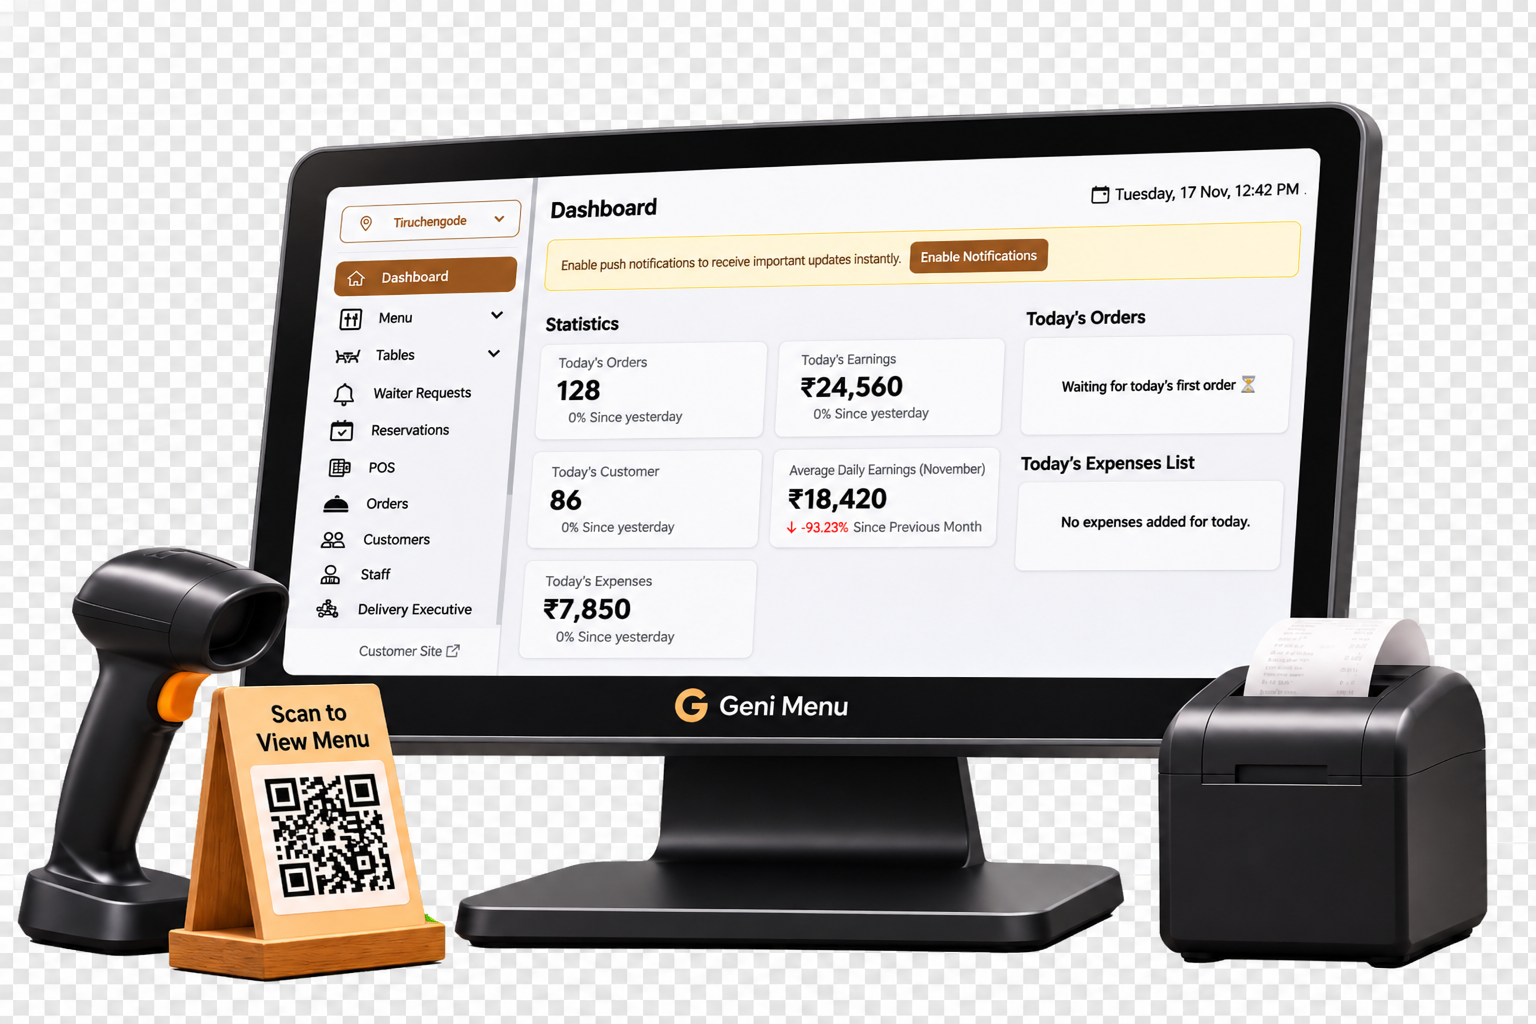 Tiruchengode
Dashboard
Menu
Tables
Waiter Requests
Reservations
POS
Orders
Customers
Staff
Delivery Executive
Customer Site
Dashboard
Tuesday, 17 Nov, 12:42 PM
Enable push notifications to receive important updates instantly.
Enable Notifications
Statistics
Today's Orders
128
0% Since yesterday
Today's Earnings
₹24,560
0% Since yesterday
Today's Customer
86
0% Since yesterday
Average Daily Earnings (November)
₹18,420
↓ -93.23% Since Previous Month
Today's Expenses
₹7,850
0% Since yesterday
Today's Orders
Waiting for today's first order ⏳
Today's Expenses List
No expenses added for today.
G Geni Menu
Scan to
View Menu